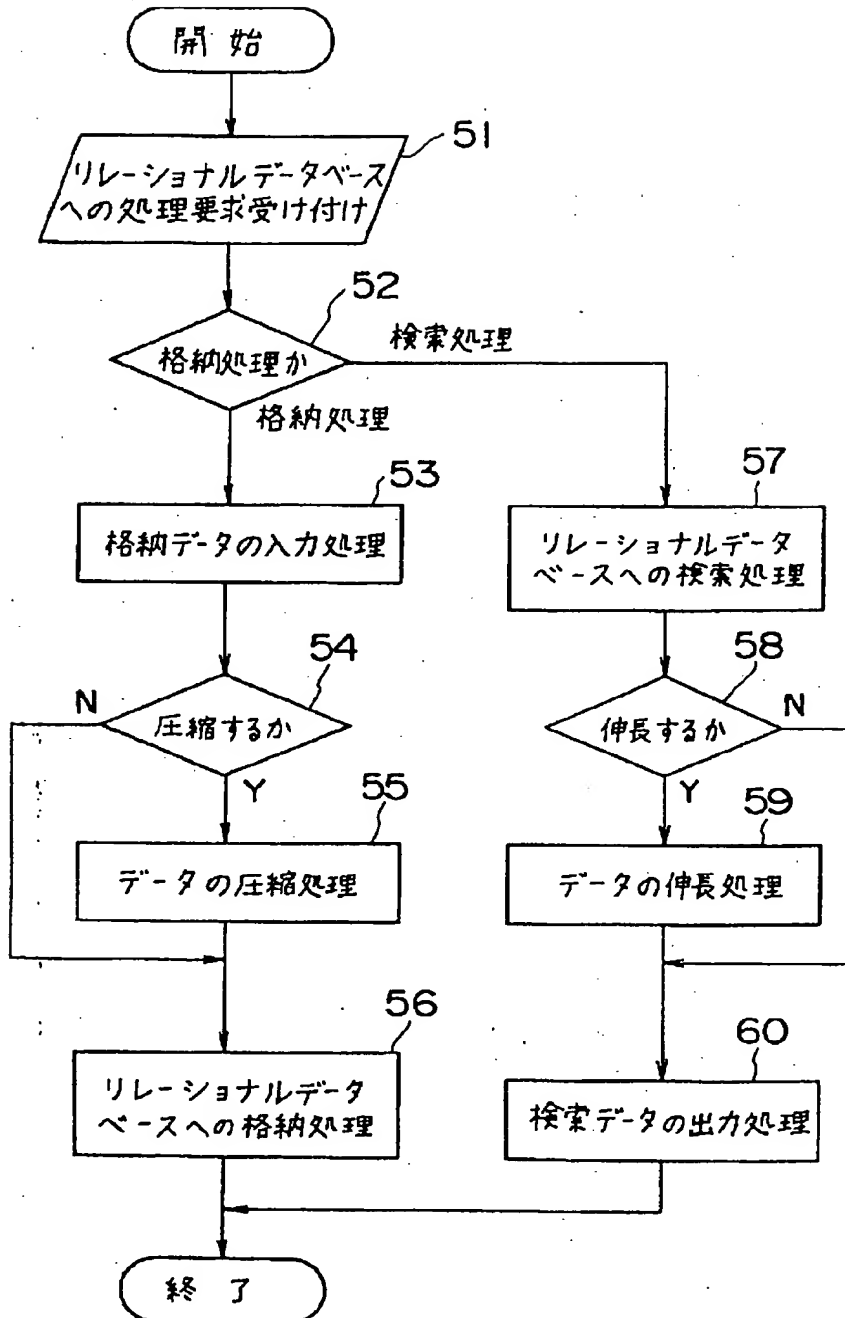 開始
51
リレーショナルデータベース
への処理要求受け付け
52
格納処理か
検索処理
格納処理
53
格納データの入力処理
54
圧縮するか
N
Y
55
データの圧縮処理
56
リレーショナルデータ
ベースへの格納処理
57
リレーショナルデータ
ベースへの検索処理
58
伸長するか
N
Y
59
データの伸長処理
60
検索データの出力処理
終了